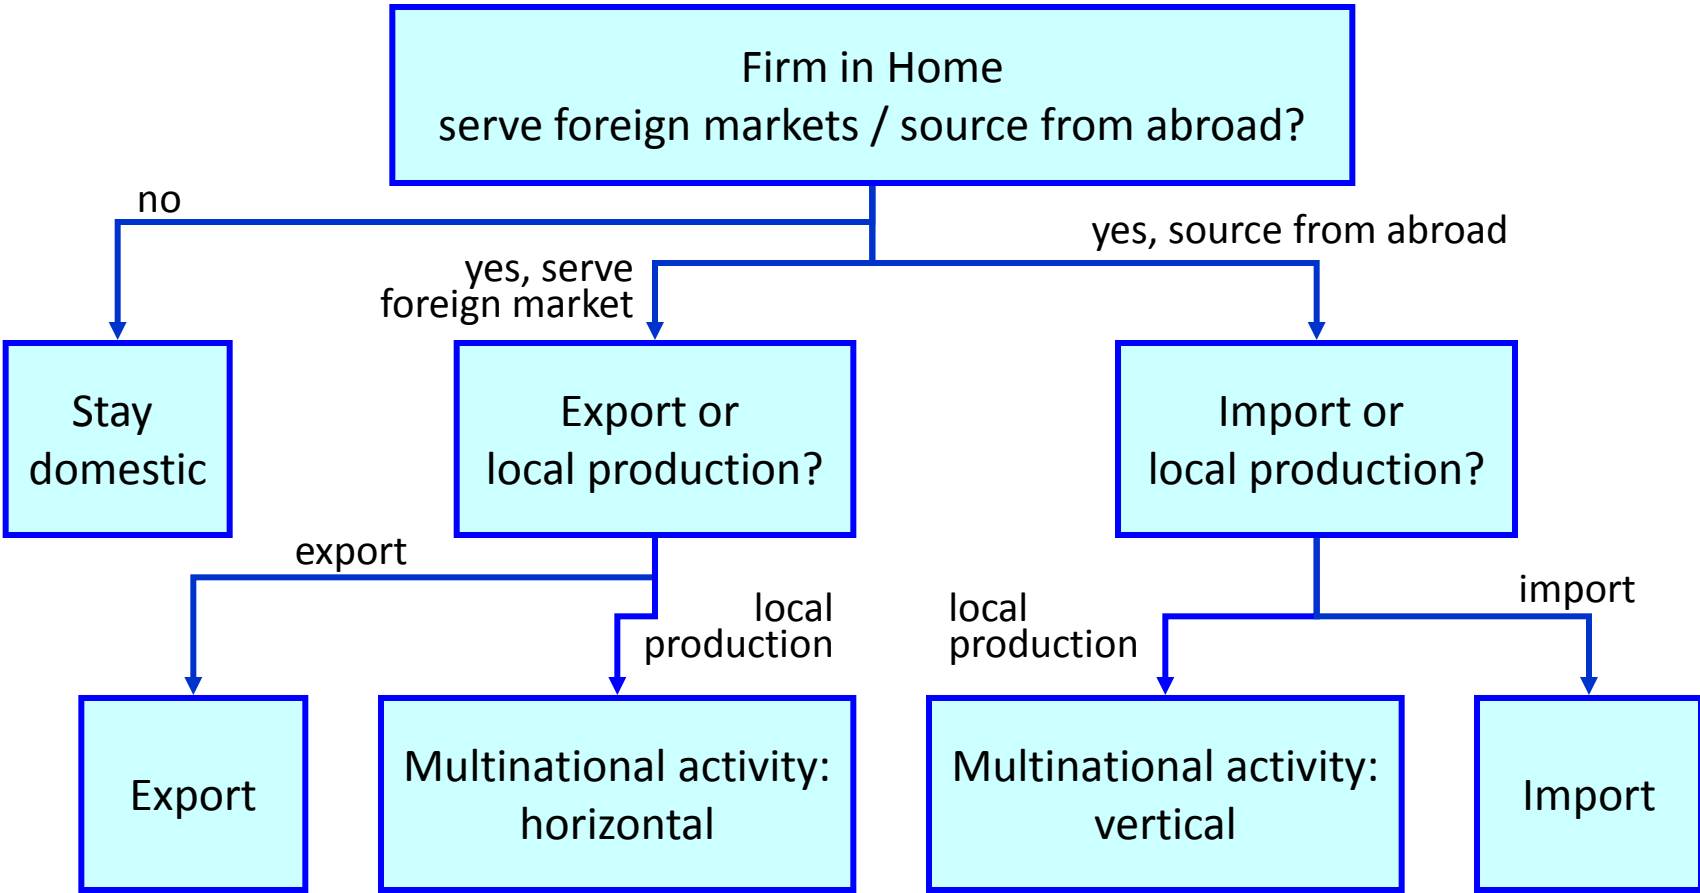 Firm in Home
serve foreign markets / source from abroad?
no
yes, source from abroad
yes, serve
foreign market
Stay
domestic
Export or
local production?
Import or
local production?
export
local
production
local
production
import
Export
Multinational activity:
horizontal
Multinational activity:
vertical
Import